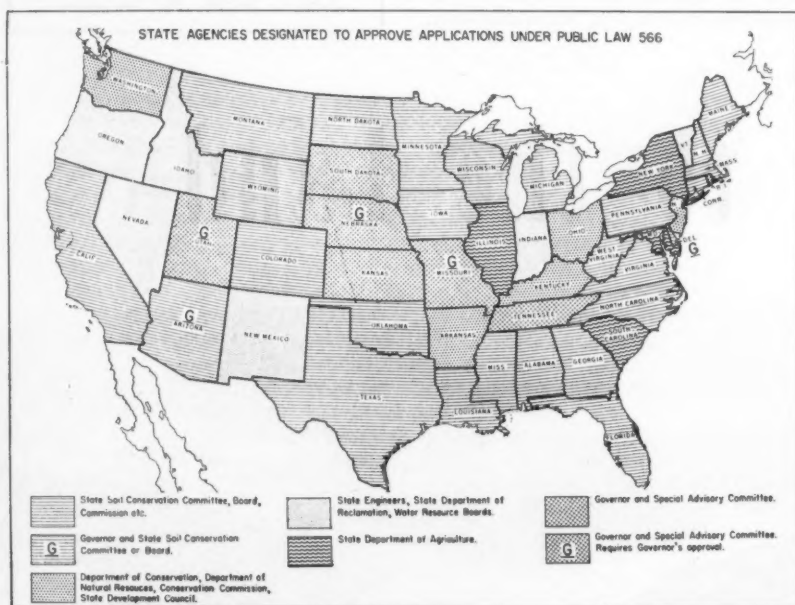 STATE AGENCIES DESIGNATED TO APPROVE APPLICATIONS UNDER PUBLIC LAW 566
WASHINGTON
OREGON
IDAHO
MONTANA
NORTH DAKOTA
MINNESOTA
WISCONSIN
MICHIGAN
MAINE
VT.
N.H.
MASS.
R.I.
CONN.
NEW YORK
SOUTH DAKOTA
WYOMING
NEVADA
G
UTAH
G
NEBRASKA
IOWA
ILLINOIS
INDIANA
OHIO
PENNSYLVANIA
DEL.
G
CALIF.
COLORADO
KANSAS
G
MISSOURI
KENTUCKY
WEST
VIRGINIA
VIRGINIA
G
ARIZONA
NEW MEXICO
OKLAHOMA
ARKANSAS
TENNESSEE
NORTH CAROLINA
SOUTH
CAROLINA
TEXAS
LOUISIANA
MISS.
ALABAMA
GEORGIA
FLORIDA
State Soil Conservation Committee, Board,
Commission etc.
G
Governor and State Soil Conservation
Committee or Board.
Department of Conservation, Department of
Natural Resouces, Conservation Commission,
State Development Council.
State Engineers, State Department of
Reclamation, Water Resource Boards.
State Department of Agriculture.
Governor and Special Advisory Committee.
G
Governor and Special Advisory Committee.
Requires Governor's approval.